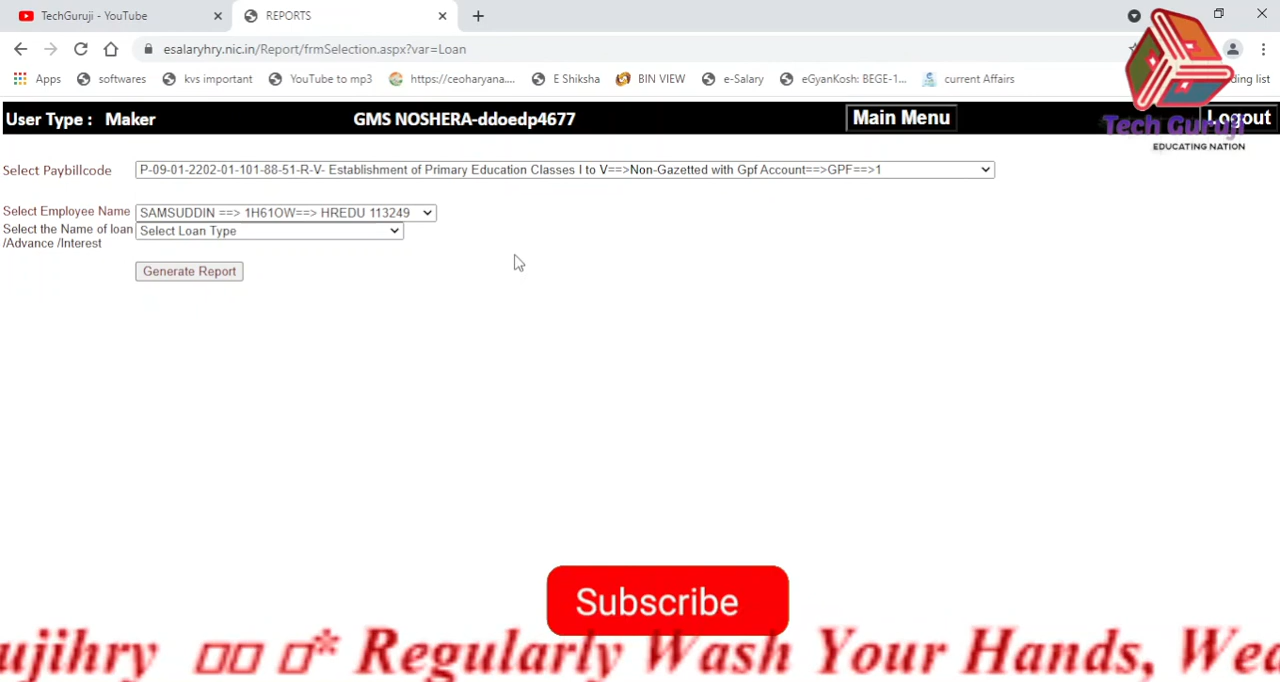 TechGuruji - YouTube
REPORTS
esalaryhry.nic.in/Report/frmSelection.aspx?var=Loan
Apps
softwares
kvs important
YouTube to mp3
https://ceoharyana....
E Shiksha
BIN VIEW
e-Salary
eGyanKosh: BEGE-1...
current Affairs
ding list
User Type : Maker
GMS NOSHERA-ddoedp4677
Main Menu
Logout
Tech Guruji
EDUCATING NATION
Select Paybillcode
P-09-01-2202-01-101-88-51-R-V- Establishment of Primary Education Classes I to V==>Non-Gazetted with Gpf Account==>GPF==>1
Select Employee Name
SAMSUDDIN ==> 1H61OW==> HREDU 113249
Select the Name of loan
/Advance /Interest
Select Loan Type
Generate Report
Subscribe
ujihry * Regularly Wash Your Hands, Wea